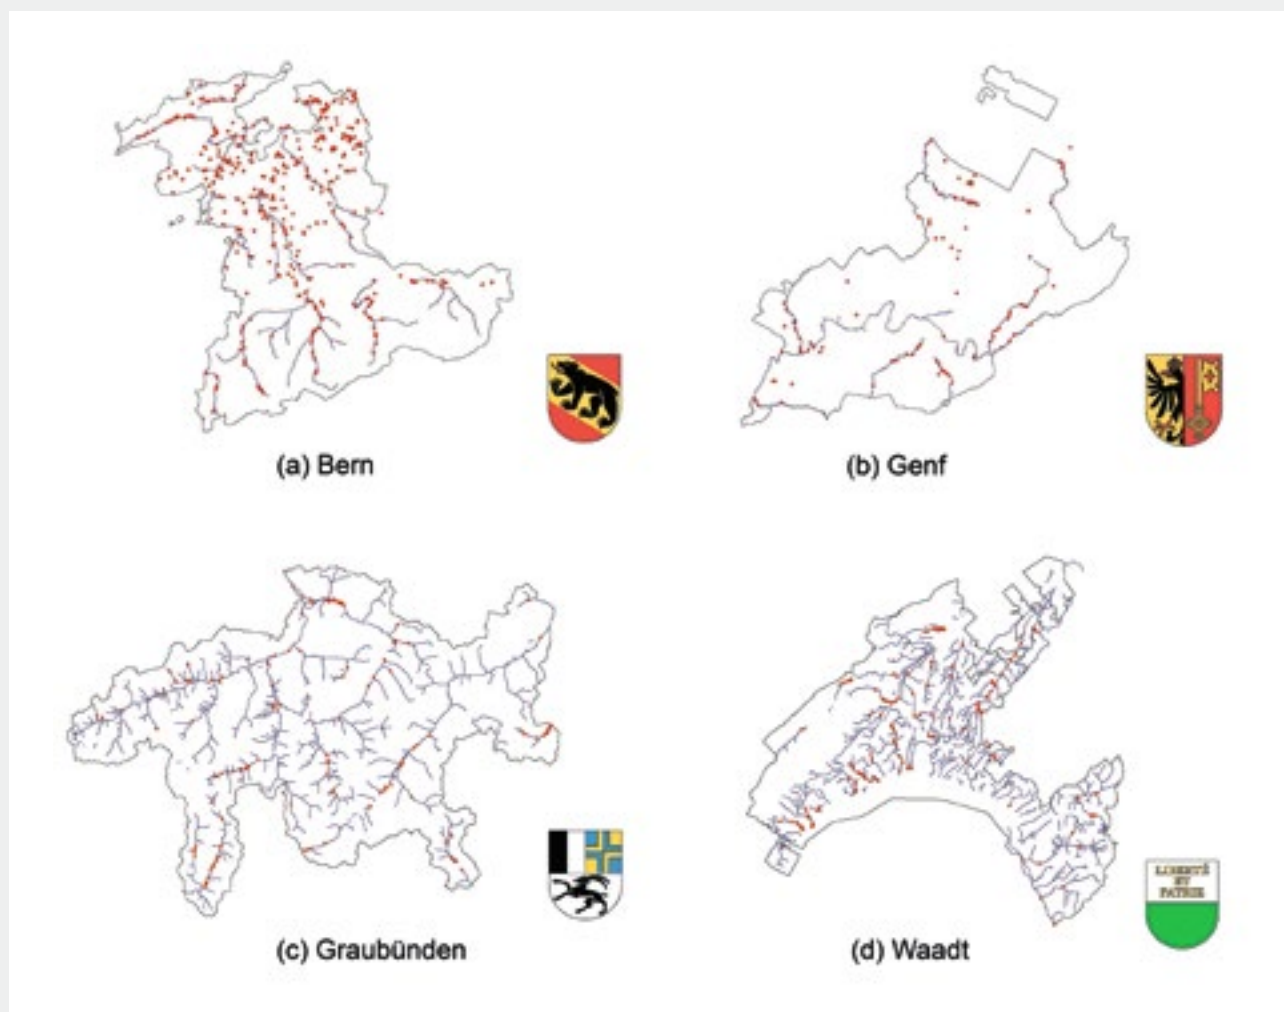 (a) Bern
(b) Genf
(c) Graubünden
LIBERTÉ
ET
PATRIE
(d) Waadt